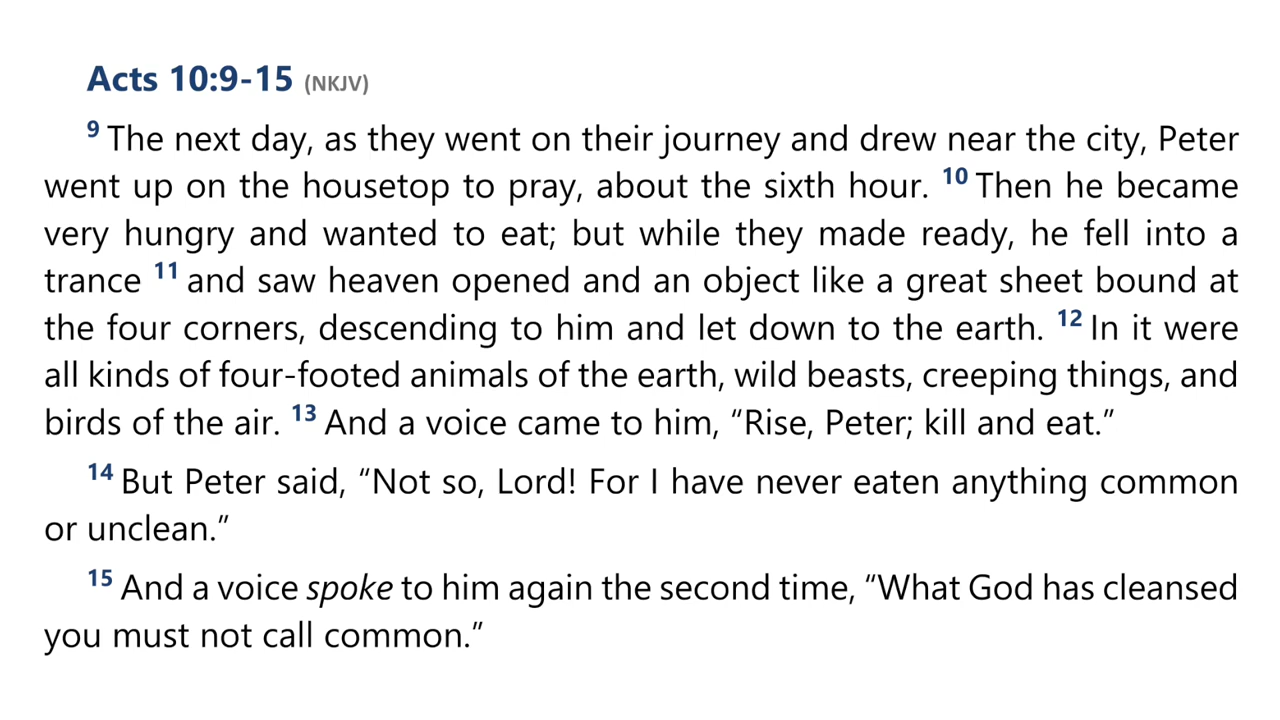 Acts 10:9-15 (NKJV)
9 The next day, as they went on their journey and drew near the city, Peter
went up on the housetop to pray, about the sixth hour. 10 Then he became
very hungry and wanted to eat; but while they made ready, he fell into a
trance 11 and saw heaven opened and an object like a great sheet bound at
the four corners, descending to him and let down to the earth. 12 In it were
all kinds of four-footed animals of the earth, wild beasts, creeping things, and
birds of the air. 13 And a voice came to him, “Rise, Peter; kill and eat.”
14 But Peter said, “Not so, Lord! For I have never eaten anything common
or unclean.”
15 And a voice spoke to him again the second time, “What God has cleansed
you must not call common.”